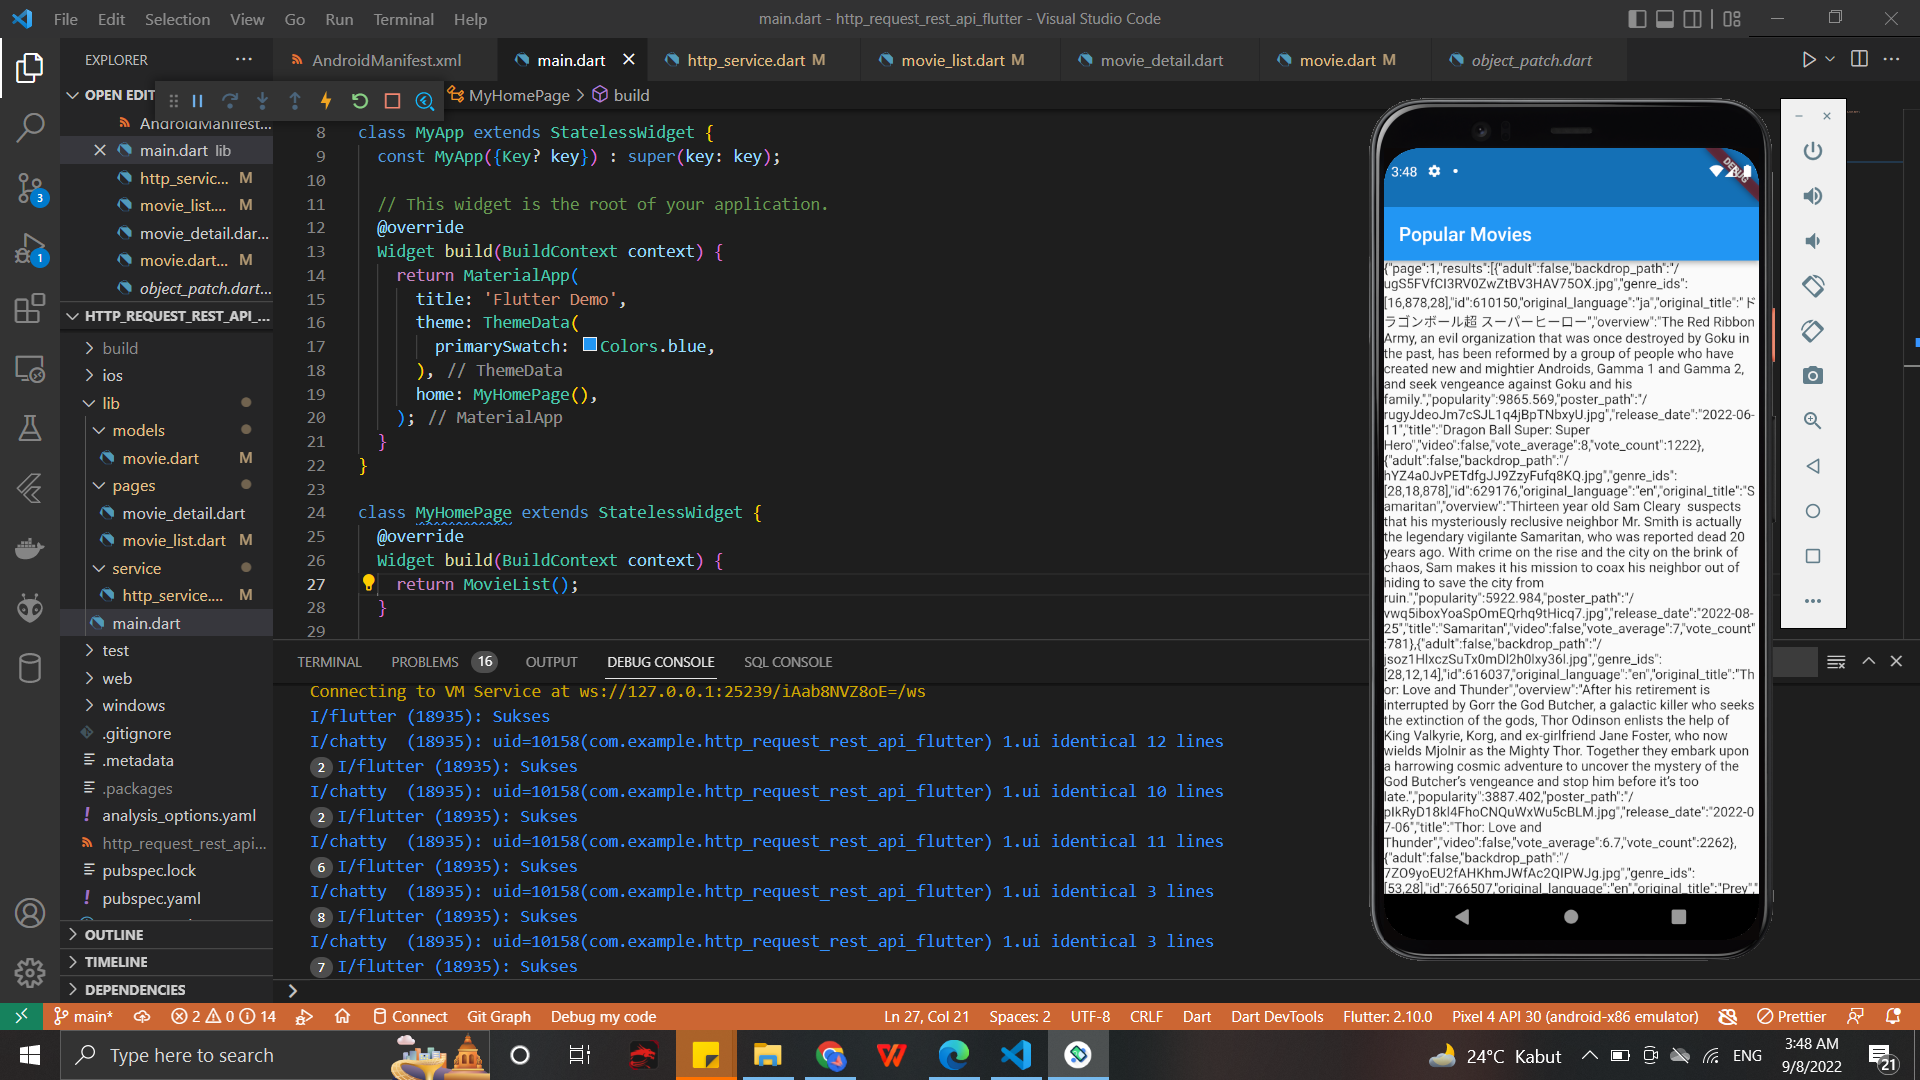 File Edit Selection View Go Run Terminal Help
main.dart - http_request_rest_api_flutter - Visual Studio Code
EXPLORER
AndroidManifest.xml
main.dart
http_service.dart M
movie_list.dart M
movie_detail.dart
movie.dart M
object_patch.dart
OPEN EDIT
MyHomePage > build
AndroidManifest...
main.dart lib
http_servic... M
movie_list.... M
movie_detail.dar...
movie.dart... M
object_patch.dart...
HTTP_REQUEST_REST_API_...
build
ios
lib
models
movie.dart M
pages
movie_detail.dart
movie_list.dart M
service
http_service.... M
main.dart
test
web
windows
.gitignore
.metadata
.packages
analysis_options.yaml
http_request_rest_api...
pubspec.lock
pubspec.yaml
OUTLINE
TIMELINE
DEPENDENCIES
3
1
8 class MyApp extends StatelessWidget {
9 const MyApp({Key? key}) : super(key: key);
10
11 // This widget is the root of your application.
12 @override
13 Widget build(BuildContext context) {
14 return MaterialApp(
15 title: 'Flutter Demo',
16 theme: ThemeData(
17 primarySwatch: Colors.blue,
18 ), // ThemeData
19 home: MyHomePage(),
20 ); // MaterialApp
21 }
22 }
23
24 class MyHomePage extends StatelessWidget {
25 @override
26 Widget build(BuildContext context) {
27 return MovieList();
28 }
29
TERMINAL PROBLEMS 16 OUTPUT DEBUG CONSOLE SQL CONSOLE
Connecting to VM Service at ws://127.0.0.1:25239/iAab8NVZ8oE=/ws
I/flutter (18935): Sukses
I/chatty (18935): uid=10158(com.example.http_request_rest_api_flutter) 1.ui identical 12 lines
2 I/flutter (18935): Sukses
I/chatty (18935): uid=10158(com.example.http_request_rest_api_flutter) 1.ui identical 10 lines
2 I/flutter (18935): Sukses
I/chatty (18935): uid=10158(com.example.http_request_rest_api_flutter) 1.ui identical 11 lines
6 I/flutter (18935): Sukses
I/chatty (18935): uid=10158(com.example.http_request_rest_api_flutter) 1.ui identical 3 lines
8 I/flutter (18935): Sukses
I/chatty (18935): uid=10158(com.example.http_request_rest_api_flutter) 1.ui identical 3 lines
7 I/flutter (18935): Sukses
3:48
DEBUG
Popular Movies
{"page":1,"results":[{"adult":false,"backdrop_path":"/
ugS5FVfCI3RV0ZwZtBV3HAV75OX.jpg","genre_ids":
[16,878,28],"id":610150,"original_language":"ja","original_title":"ド
ラゴンボール超 スーパーヒーロー","overview":"The Red Ribbon
Army, an evil organization that was once destroyed by Goku in
the past, has been reformed by a group of people who have
created new and mightier Androids, Gamma 1 and Gamma 2,
and seek vengeance against Goku and his
family.","popularity":9865.569,"poster_path":"/
rugyJdeoJm7cSJL1q4jBpTNbxyU.jpg","release_date":"2022-06-
11","title":"Dragon Ball Super: Super
Hero","video":false,"vote_average":8,"vote_count":1222},
{"adult":false,"backdrop_path":"/
hYZ4a0JvPETdfgJJ9ZzyFufq8KQ.jpg","genre_ids":
[28,18,878],"id":629176,"original_language":"en","original_title":"S
amaritan","overview":"Thirteen year old Sam Cleary  suspects
that his mysteriously reclusive neighbor Mr. Smith is actually
the legendary vigilante Samaritan, who was reported dead 20
years ago. With crime on the rise and the city on the brink of
chaos, Sam makes it his mission to coax his neighbor out of
hiding to save the city from
ruin.","popularity":5922.984,"poster_path":"/
vwq5iboxYoaSpOmEQrhq9tHicq7.jpg","release_date":"2022-08-
25","title":"Samaritan","video":false,"vote_average":7,"vote_count"
:781},{"adult":false,"backdrop_path":"/
jsoz1HlxczSuTx0mDl2h0lxy36l.jpg","genre_ids":
[28,12,14],"id":616037,"original_language":"en","original_title":"Th
or: Love and Thunder","overview":"After his retirement is
interrupted by Gorr the God Butcher, a galactic killer who seeks
the extinction of the gods, Thor Odinson enlists the help of
King Valkyrie, Korg, and ex-girlfriend Jane Foster, who now
wields Mjolnir as the Mighty Thor. Together they embark upon
a harrowing cosmic adventure to uncover the mystery of the
God Butcher’s vengeance and stop him before it’s too
late.","popularity":3887.402,"poster_path":"/
pIkRyD18kl4FhoCNQuWxWu5cBLM.jpg","release_date":"2022-0
7-06","title":"Thor: Love and
Thunder","video":false,"vote_average":6.7,"vote_count":2262},
{"adult":false,"backdrop_path":"/
7ZO9yoEU2fAHKhmJWfAc2QIPWJg.jpg","genre_ids":
[53,28],"id":766507,"original_language":"en","original_title":"Prey","
main* 2 0 14 Connect Git Graph Debug my code
Ln 27, Col 21 Spaces: 2 UTF-8 CRLF Dart Dart DevTools Flutter: 2.10.0 Pixel 4 API 30 (android-x86 emulator) Prettier
Type here to search
24°C Kabut ENG
3:48 AM
9/8/2022
21